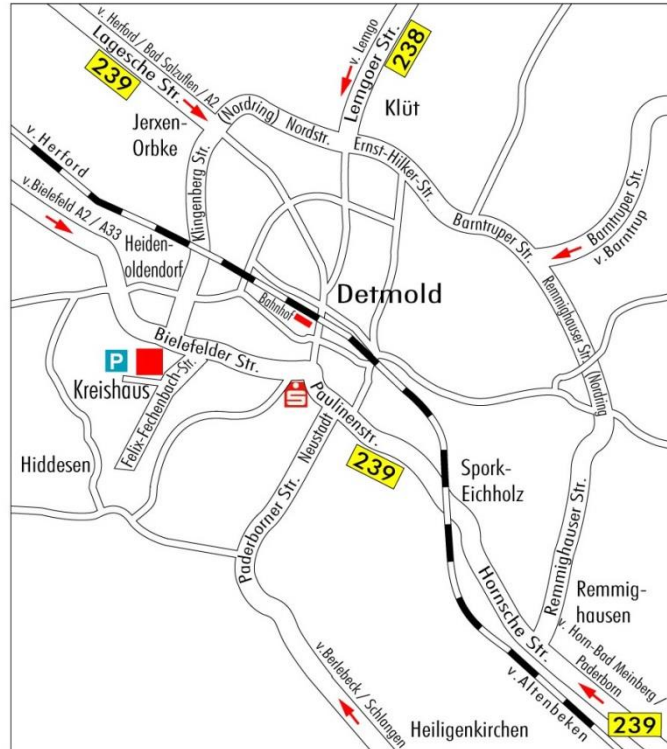 v. Herford / Bad Salzuflen / A2
Lagesche Str.
239
v. Lemgo
Lemgoer Str.
238
Klüt
(Nordring)
Nordstr.
Jerxen-
Orbke
Ernst-Hilker-Str.
v. Herford
Klingenberg Str.
Barntruper Str.
Barntruper Str.
v. Barntrup
v. Bielefeld A2 / A33
Heiden-
oldendorf
Remmighauser Str. (Nordring
Bahnhof
Detmold
Bielefelder Str.
P
Kreishaus
Felix-Fechenbach-Str.
S
Paulinenstr.
Neustadt
239
Hiddesen
Spork-
Eichholz
Paderborner Str.
Remmighauser Str.
Hornsche Str.
Remmig-
hausen
v. Horn-Bad Meinberg /
Paderborn
v. Altenbeken
v. Berlebeck / Schlangen
Heiligenkirchen
239